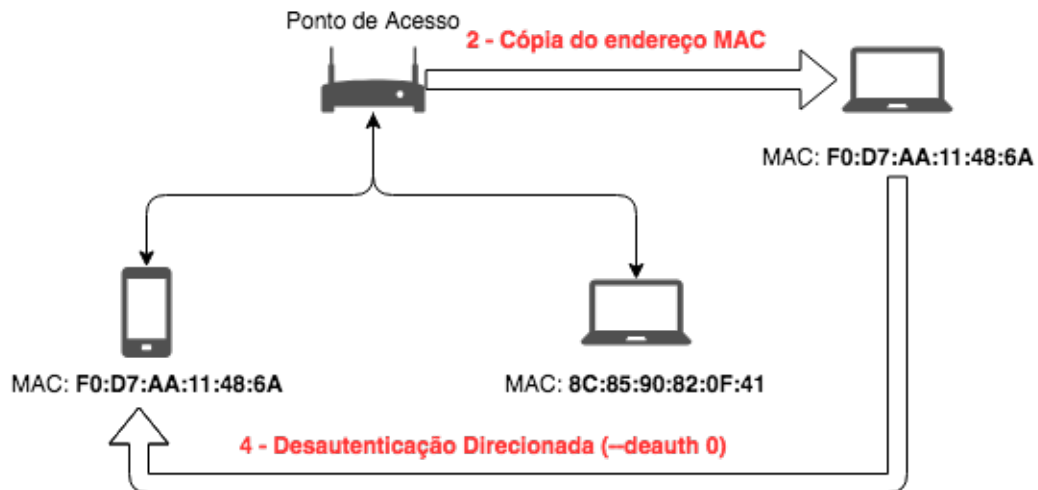 Ponto de Acesso
2 - Cópia do endereço MAC
MAC: F0:D7:AA:11:48:6A
MAC: F0:D7:AA:11:48:6A
MAC: 8C:85:90:82:0F:41
4 - Desautenticação Direcionada (--deauth 0)